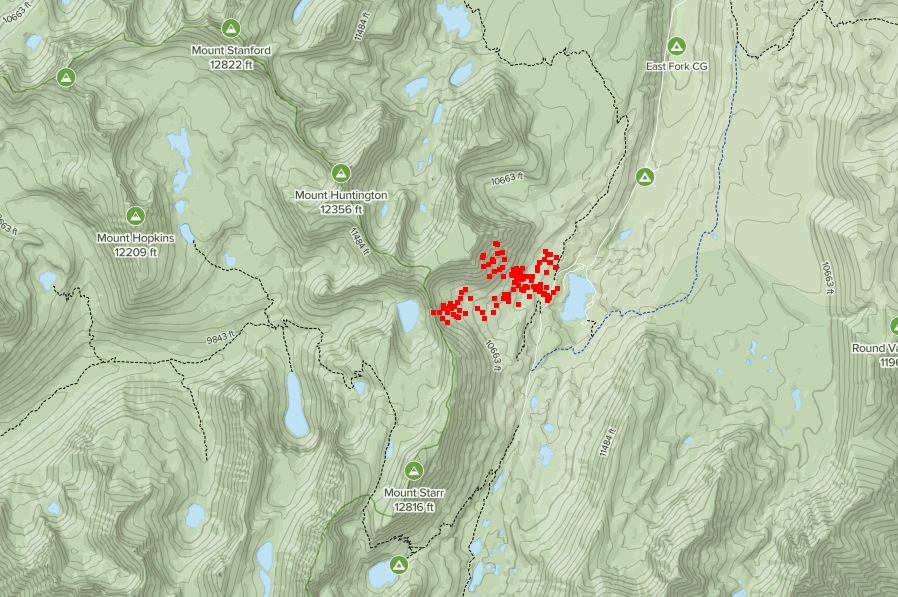 10663 ft
11484 ft
Mount Stanford
12822 ft
East Fork CG
10663 ft
Mount Huntington
12356 ft
Mount Hopkins
12209 ft
11484 ft
10663 ft
9843 ft
10663 ft
Round Va
1196
11484 ft
Mount Starr
12816 ft